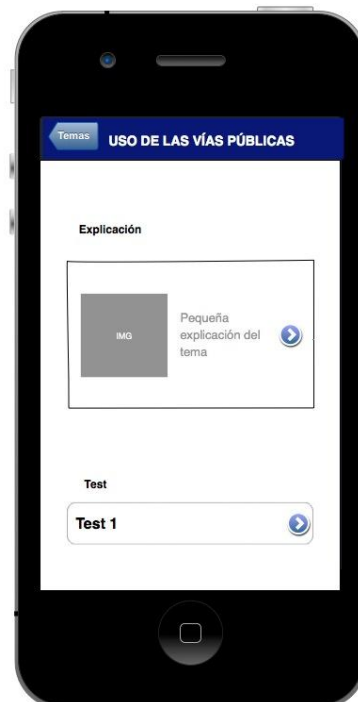 Temas
USO DE LAS VÍAS PÚBLICAS
Explicación
IMG
Pequeña
explicación del
tema
Test
Test 1